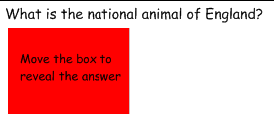 What is the national animal of England?
Move the box to
reveal the answer